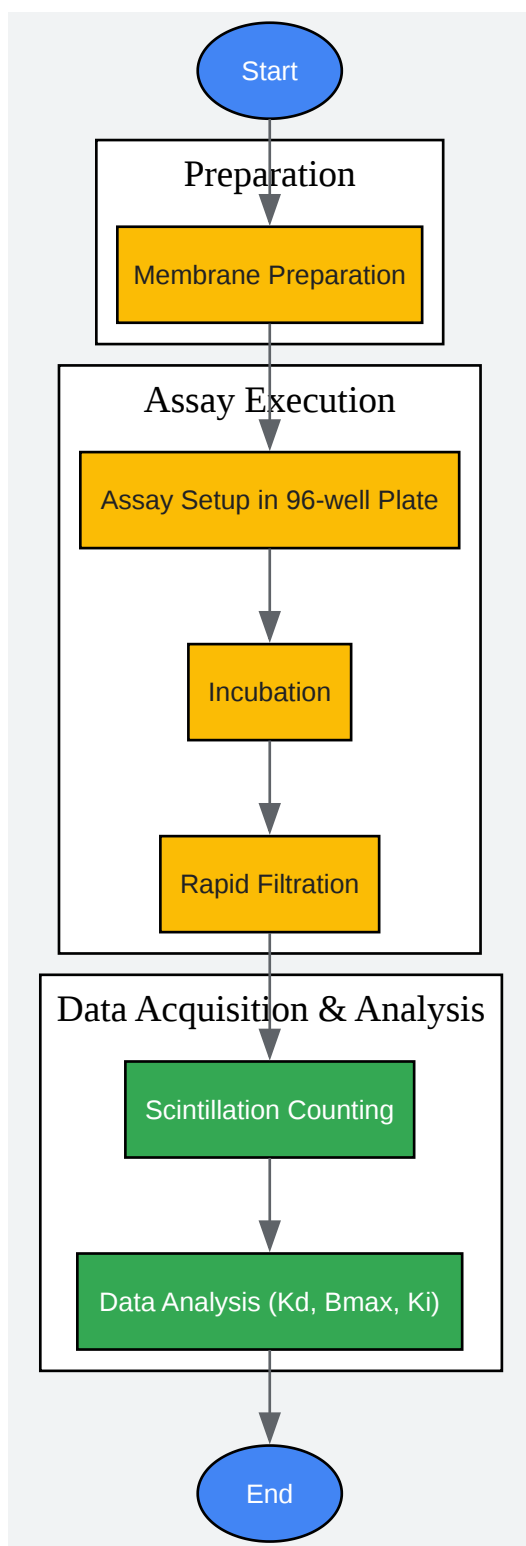 Start
Preparation
Membrane Preparation
Assay Execution
Assay Setup in 96-well Plate
Incubation
Rapid Filtration
Data Acquisition & Analysis
Scintillation Counting
Data Analysis (Kd, Bmax, Ki)
End